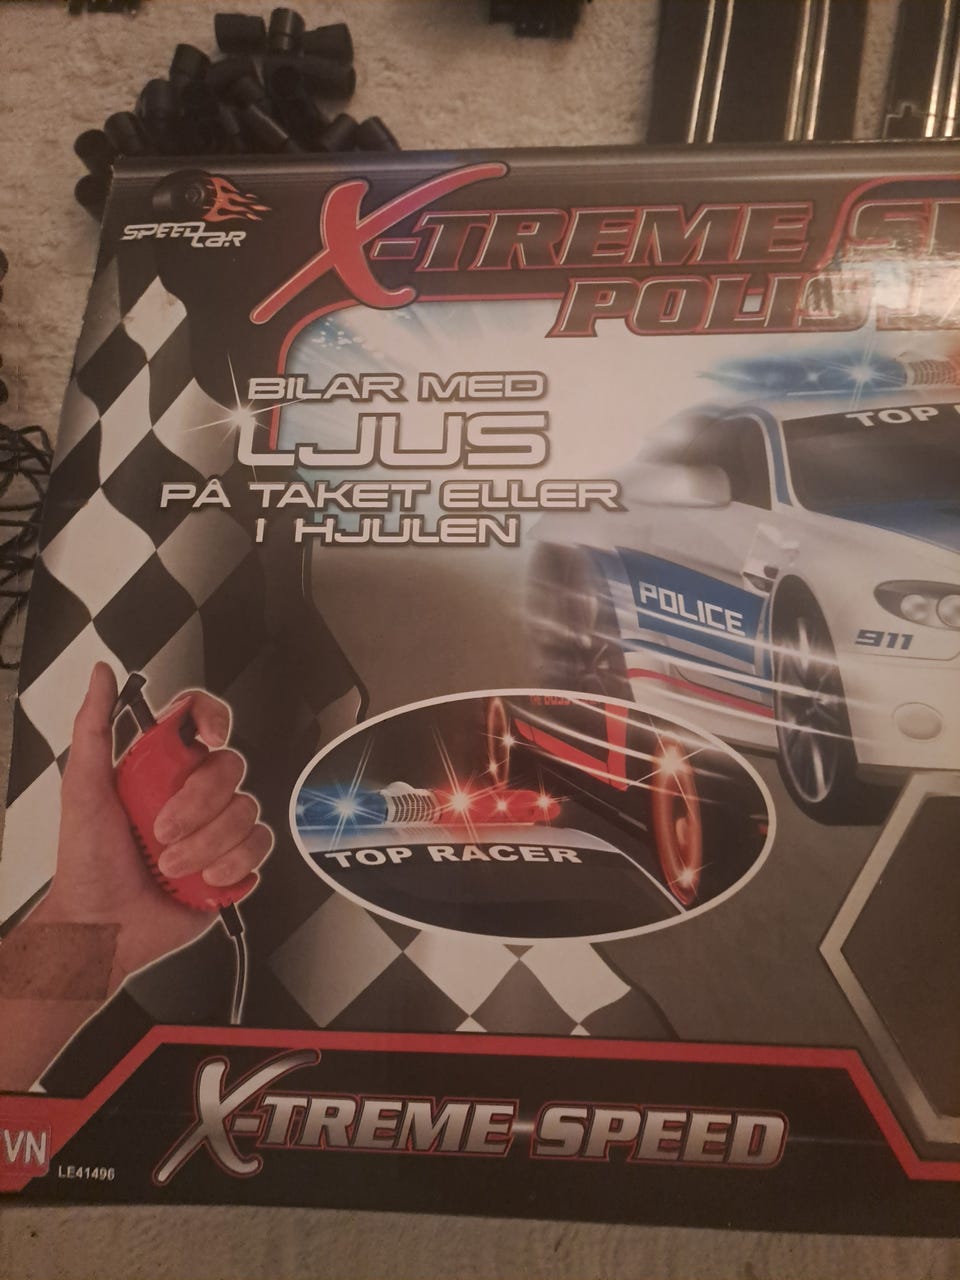 SPEED
CAR
X-TREME
BILAR MED
LJUS
PÅ TAKET ELLER
I HJULEN
TOP
POLICE
911
TOP RACER
X-TREME SPEED
VN
LE41496